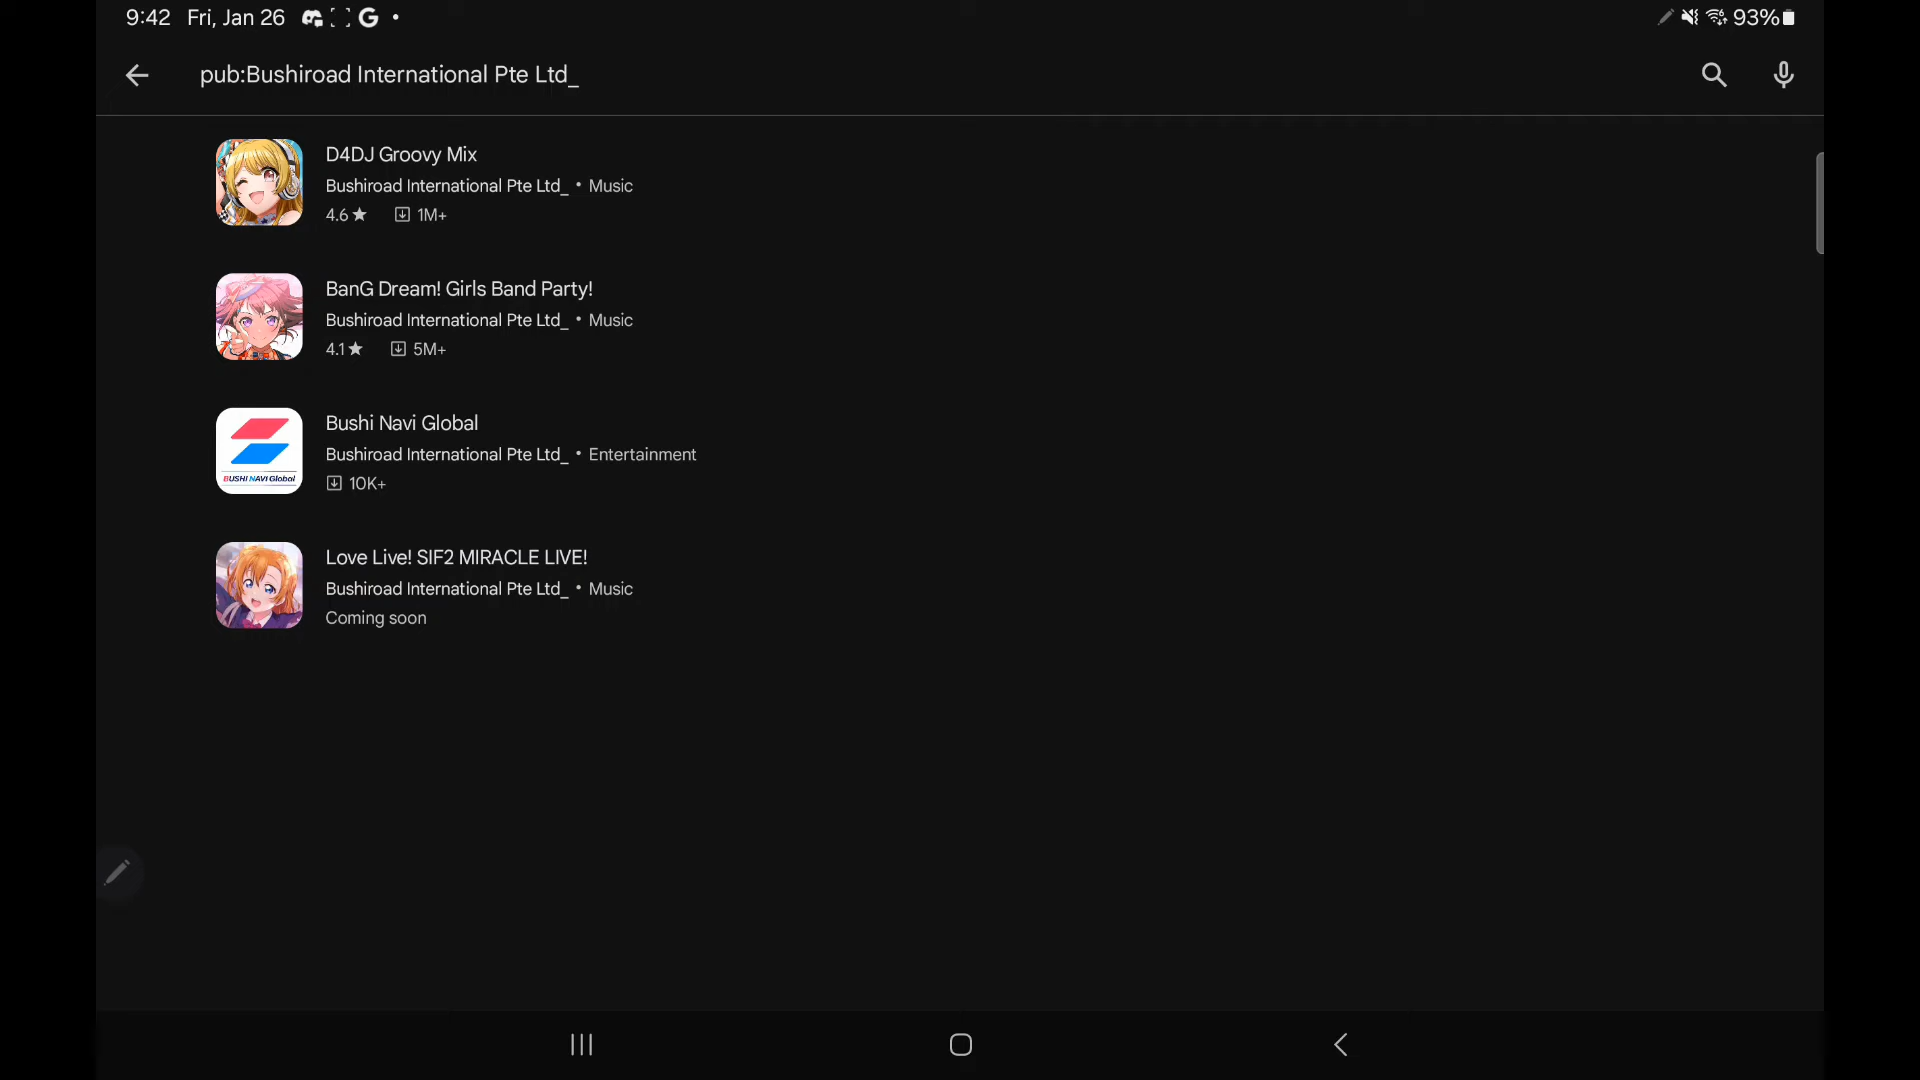 9:42 Fri, Jan 26
93%
pub:Bushiroad International Pte Ltd_
D4DJ Groovy Mix
Bushiroad International Pte Ltd_ • Music
4.6★ 1M+
BanG Dream! Girls Band Party!
Bushiroad International Pte Ltd_ • Music
4.1★ 5M+
BUSHI NAVI Global
Bushi Navi Global
Bushiroad International Pte Ltd_ • Entertainment
10K+
Love Live! SIF2 MIRACLE LIVE!
Bushiroad International Pte Ltd_ • Music
Coming soon